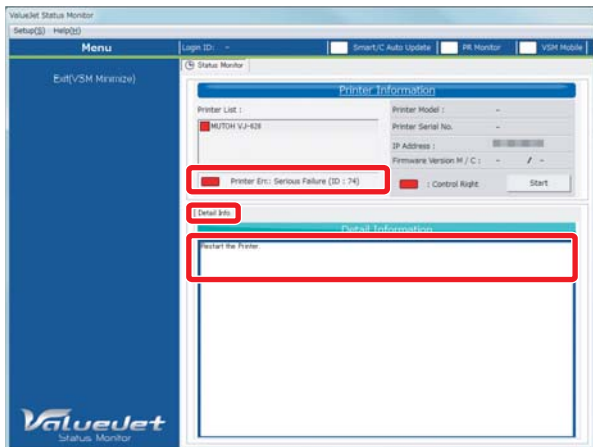 ValueJet Status Monitor
Setup(S) Help(H)
Menu
Login ID: -
Smart/C Auto Update
PR Monitor
VSM Mobile
Status Monitor
Exit(VSM Minimize)
Printer Information
Printer List :
MUTOH VJ-628
Printer Model : -
Printer Serial No. -
IP Address :
Firmware Version M / C : - / -
Printer Err.: Serious Failure (ID : 74)
: Control Right
Start
Detail Info.
Detail Information
Restart the Printer.
ValueJet
Status Monitor